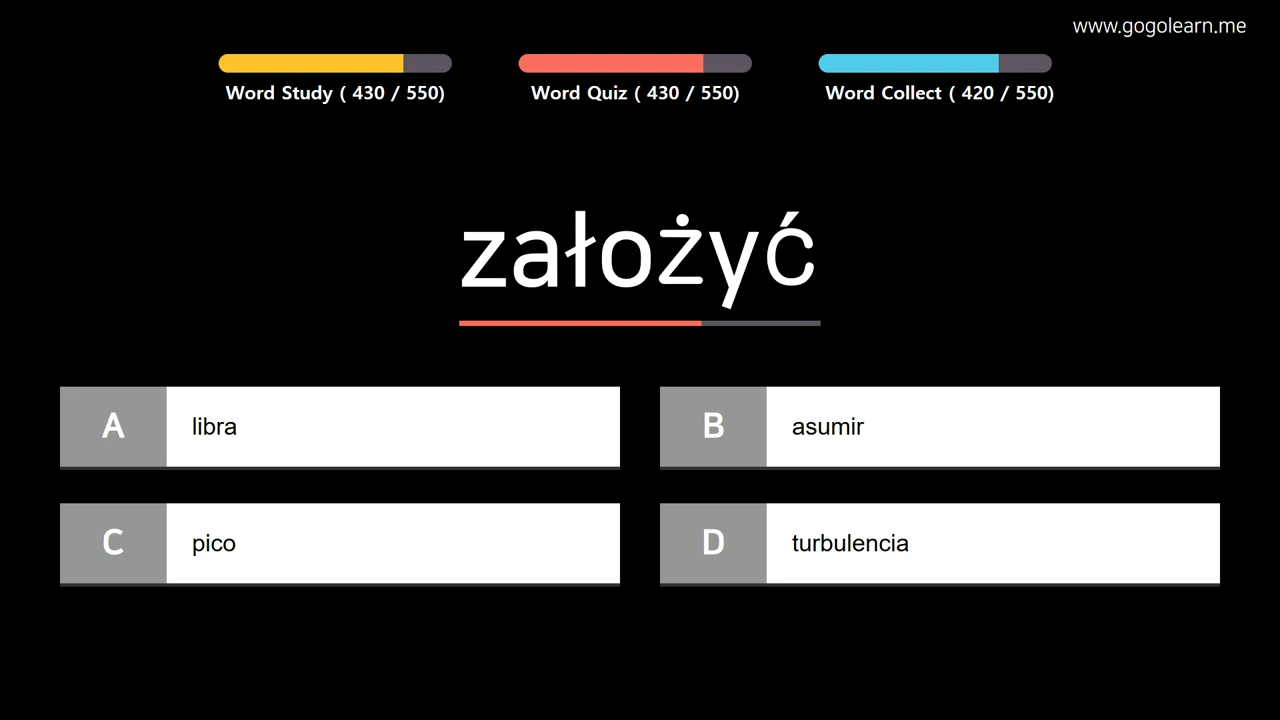 www.gogolearn.me
Word Study ( 430 / 550)
Word Quiz ( 430 / 550)
Word Collect ( 420 / 550)
założyć
A libra
B asumir
C pico
D turbulencia